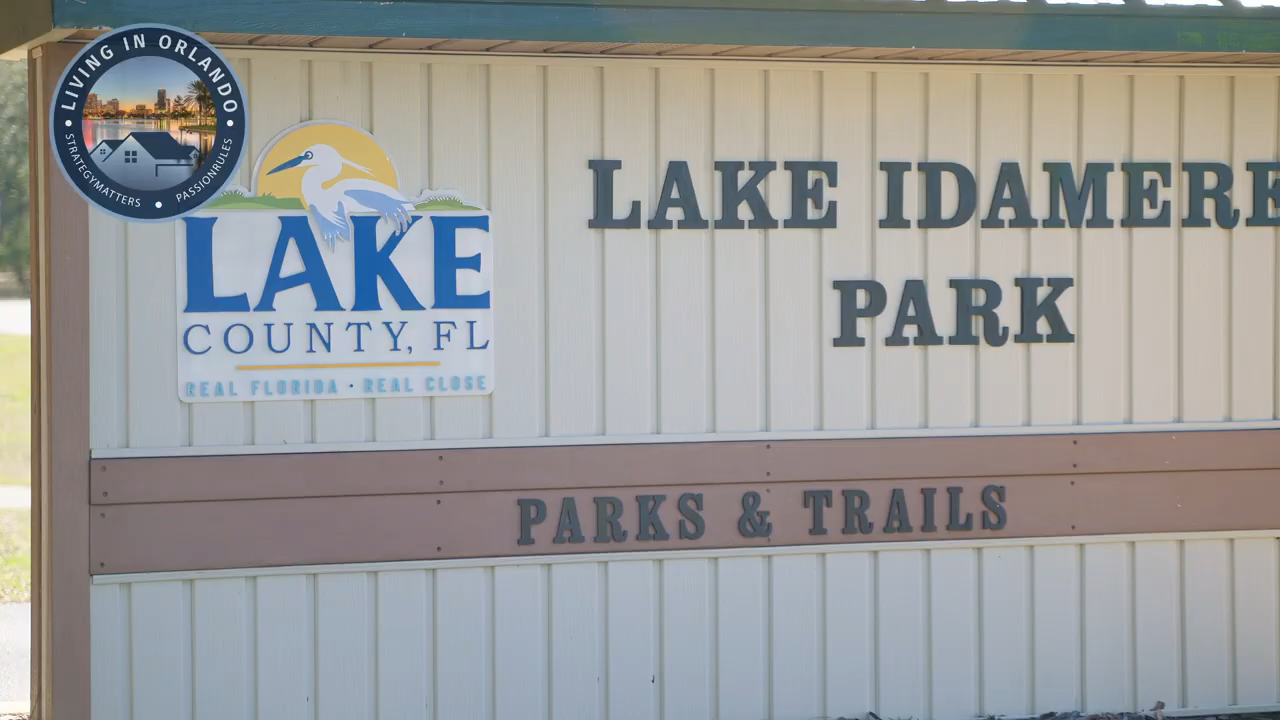 LIVING IN ORLANDO
STRATEGYMATTERS • PASSIONRULES
LAKE
COUNTY, FL
REAL FLORIDA • REAL CLOSE
LAKE IDAMERE
PARK
PARKS & TRAILS